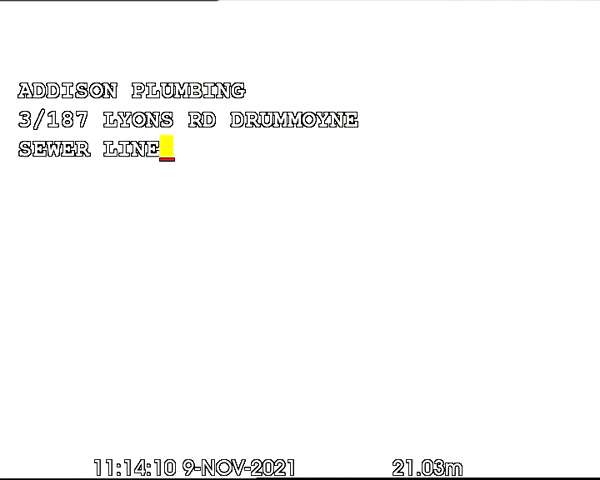 ADDISON PLUMBING
3/187 LYONS RD DRUMMOYNE
SEWER LINE
11:14:10 9-NOV-2021 21.03m